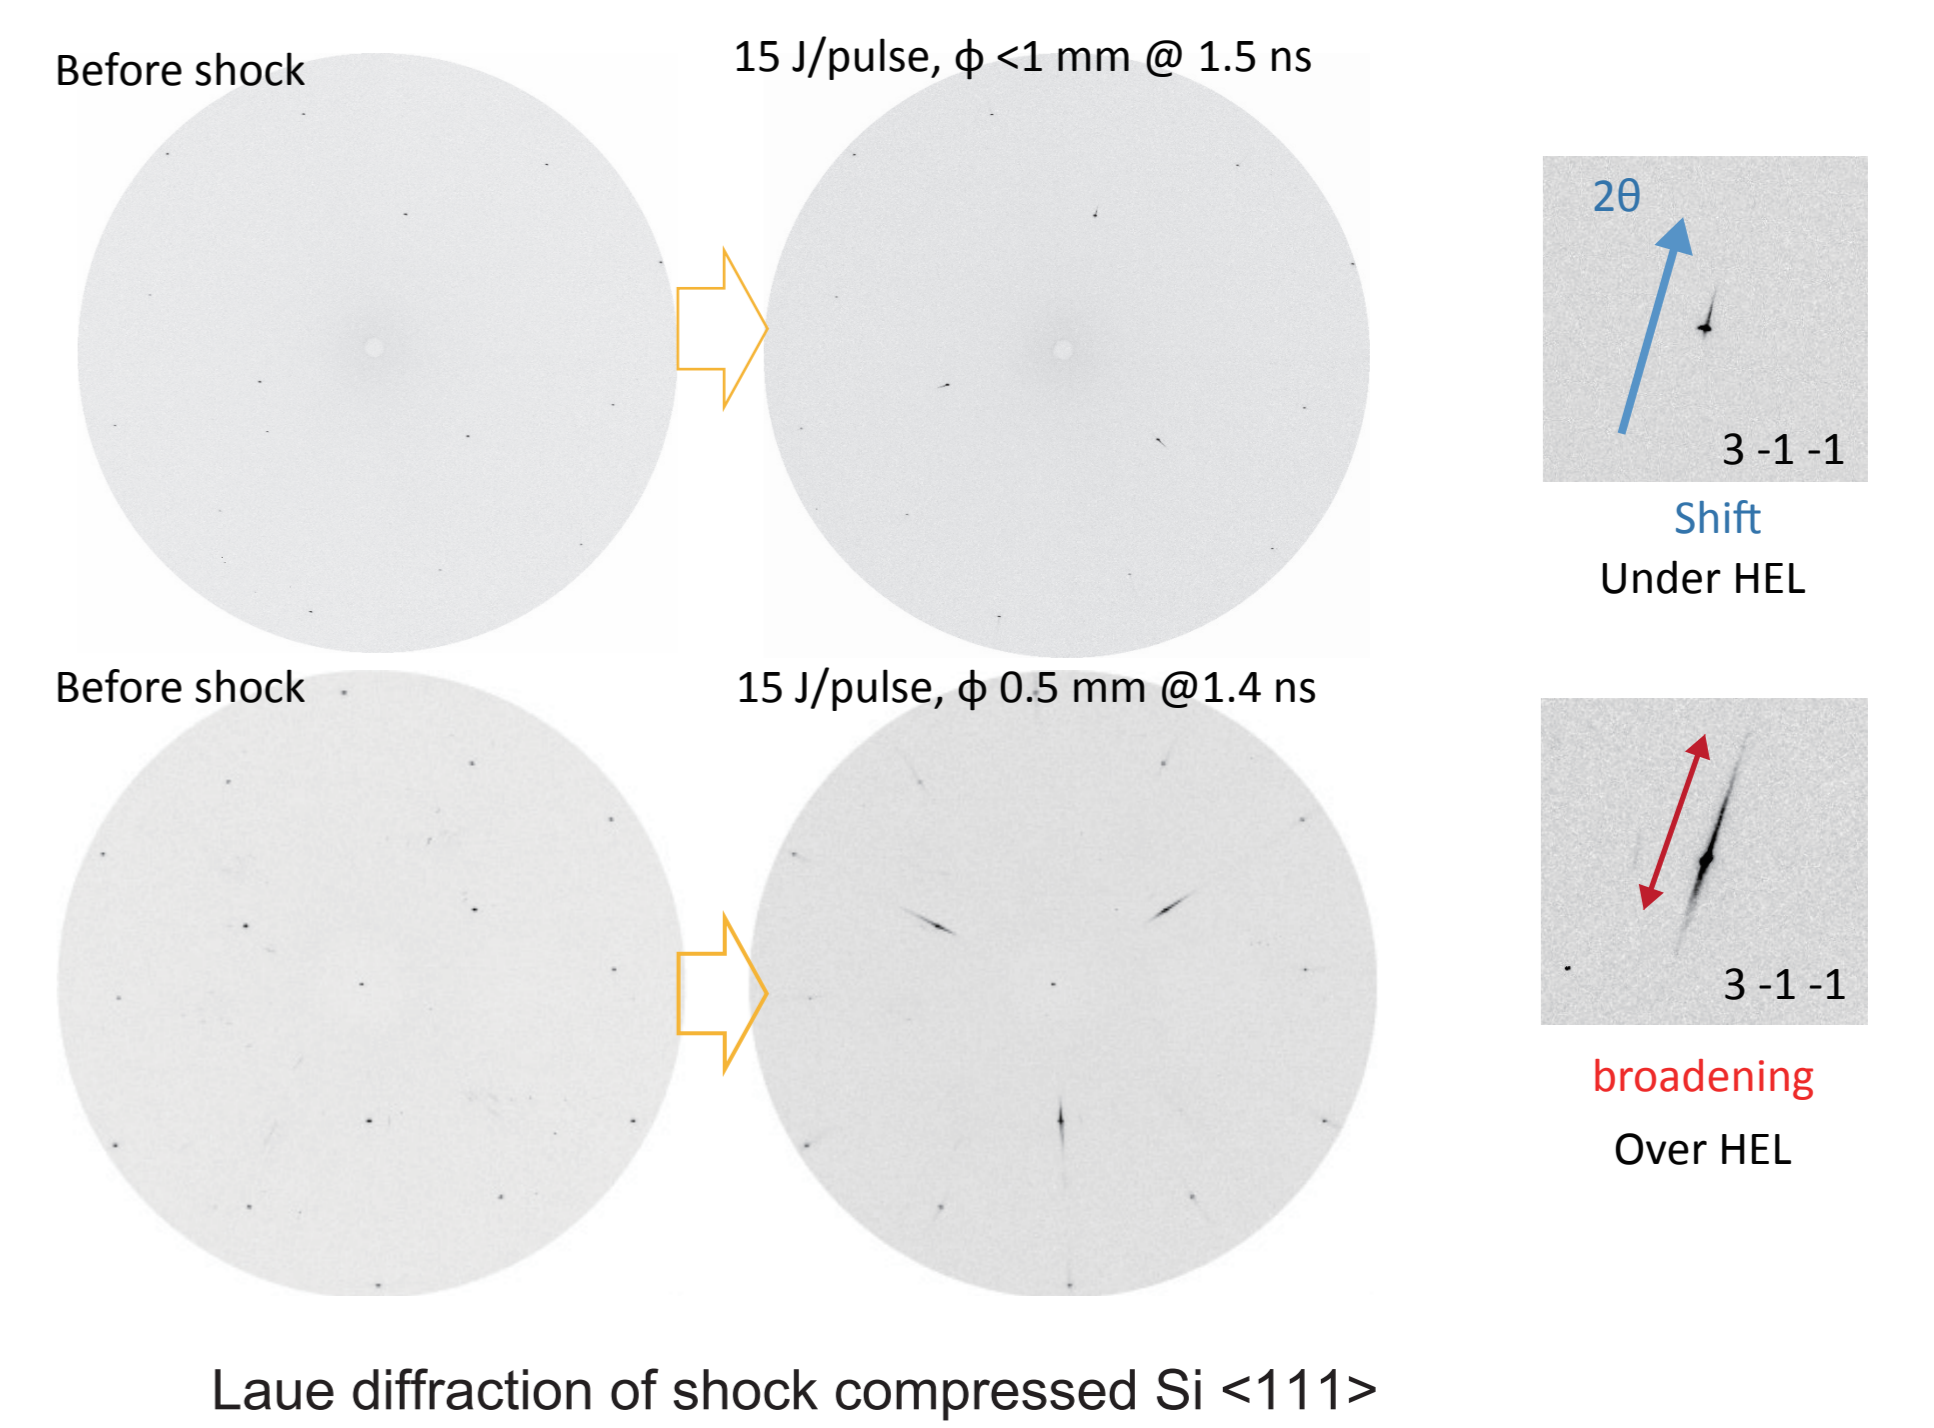 Before shock
15 J/pulse, ϕ <1 mm @ 1.5 ns
2θ
3 -1 -1
Shift
Under HEL
Before shock
15 J/pulse, ϕ 0.5 mm @1.4 ns
3 -1 -1
broadening
Over HEL
Laue diffraction of shock compressed Si <111>